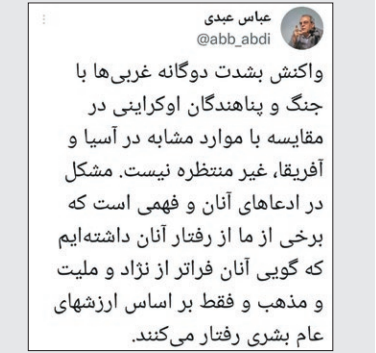 عباس عبدی
@abb_abdi
واکنش بشدت دوگانه غربی‌ها با
جنگ و پناهندگان اوکراینی در
مقایسه با موارد مشابه در آسیا و
آفریقا، غیر منتظره نیست. مشکل
در ادعاهای آنان و فهمی است که
برخی از ما از رفتار آنان داشته‌ایم
که گویی آنان فراتر از نژاد و ملیت
و مذهب و فقط بر اساس ارزشهای
عام بشری رفتار می‌کنند.